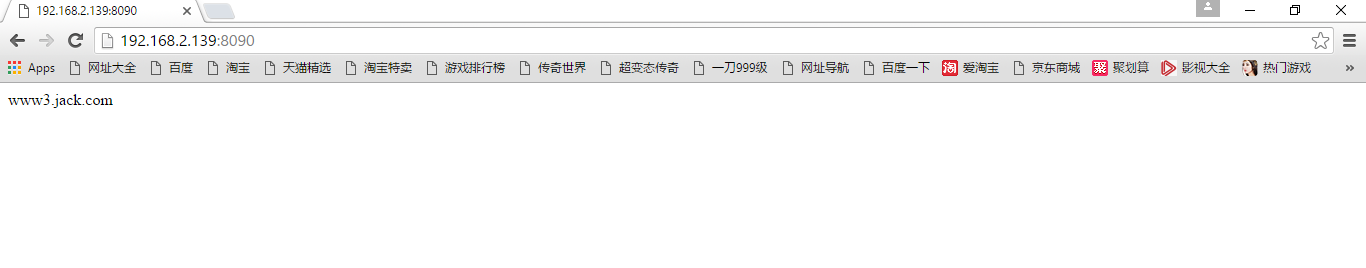 192.168.2.139:8090
192.168.2.139:8090
Apps 网址大全 百度 淘宝 天猫精选 淘宝特卖 游戏排行榜 传奇世界 超变态传奇 一刀999级 网址导航 百度一下 淘 爱淘宝 京东商城 聚 聚划算 影视大全 热门游戏 »
www3.jack.com